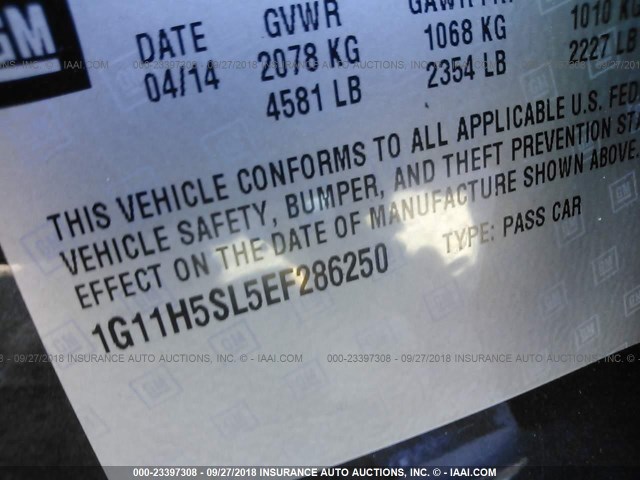 GM
DATE GVWR GAWR FRT
04/14 2078 KG 1068 KG 1010 KG
4581 LB 2354 LB 2227 LB
THIS VEHICLE CONFORMS TO ALL APPLICABLE U.S. FED
VEHICLE SAFETY, BUMPER, AND THEFT PREVENTION STA
EFFECT ON THE DATE OF MANUFACTURE SHOWN ABOVE.
1G11H5SL5EF286250 TYPE: PASS CAR
000-23397308 - 09/27/2018 INSURANCE AUTO AUCTIONS, INC. - IAAI.COM